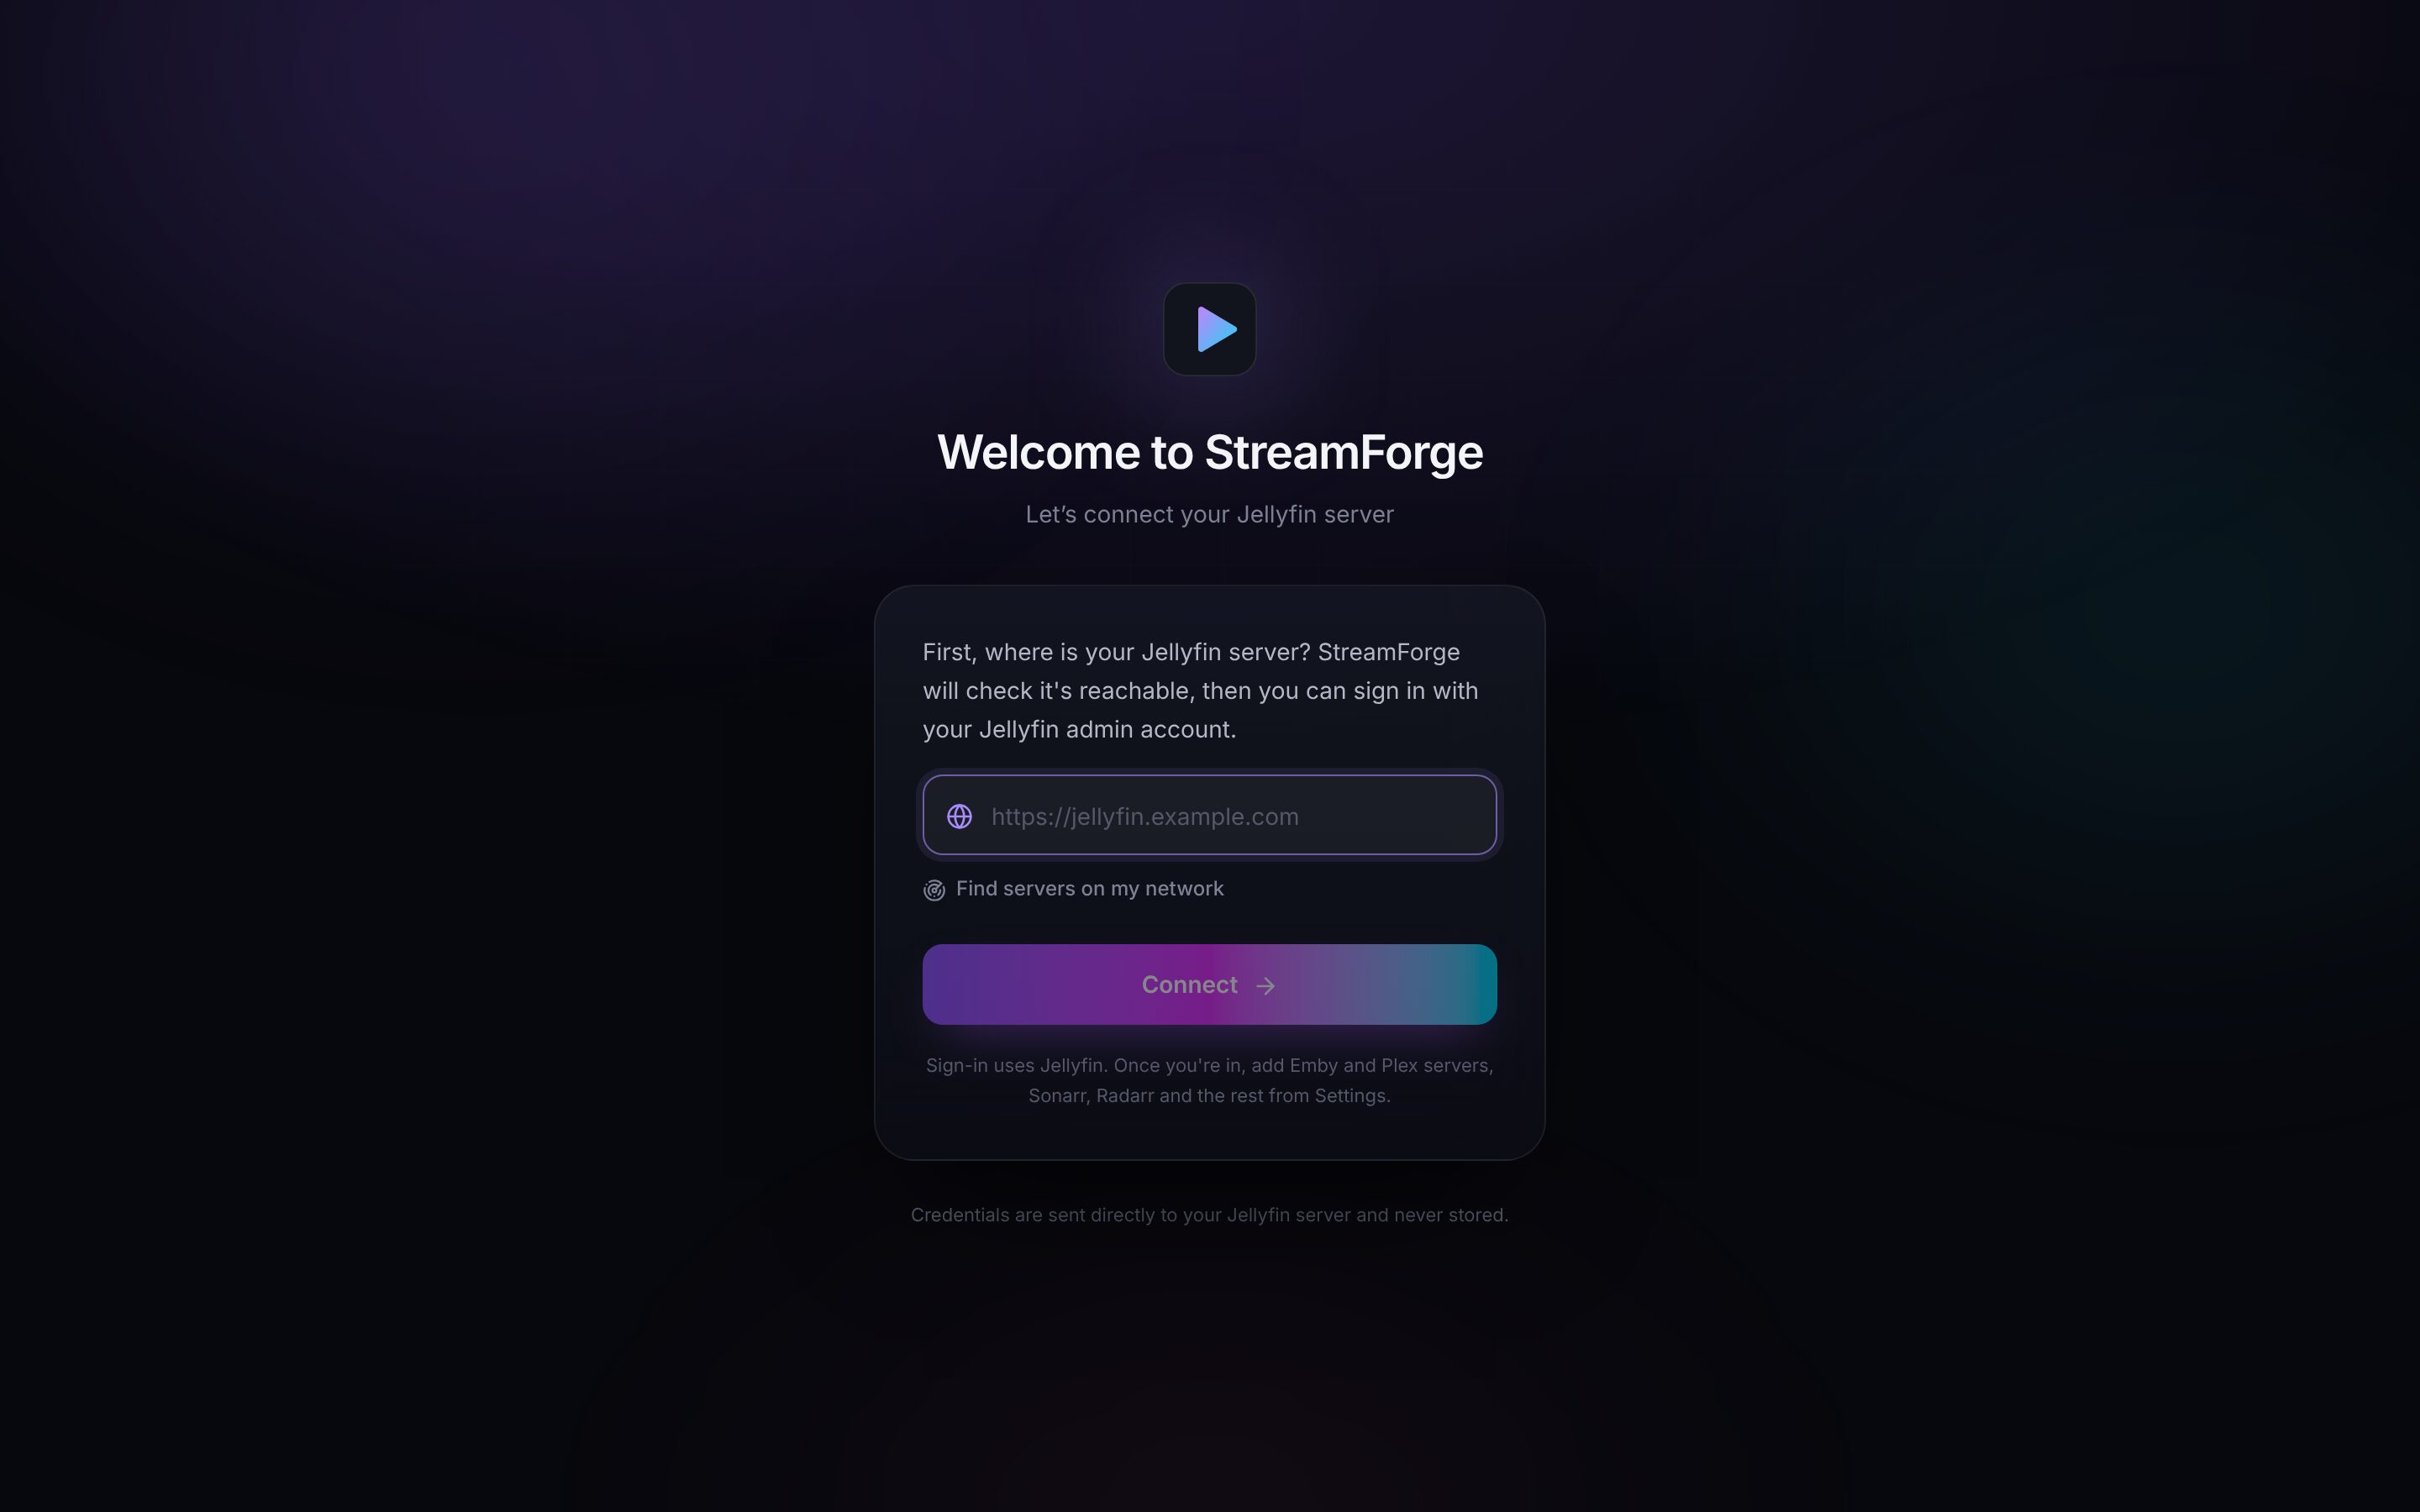 Welcome to StreamForge
Let’s connect your Jellyfin server
First, where is your Jellyfin server? StreamForge
will check it's reachable, then you can sign in with
your Jellyfin admin account.
https://jellyfin.example.com
Find servers on my network
Connect →
Sign-in uses Jellyfin. Once you're in, add Emby and Plex servers,
Sonarr, Radarr and the rest from Settings.
Credentials are sent directly to your Jellyfin server and never stored.